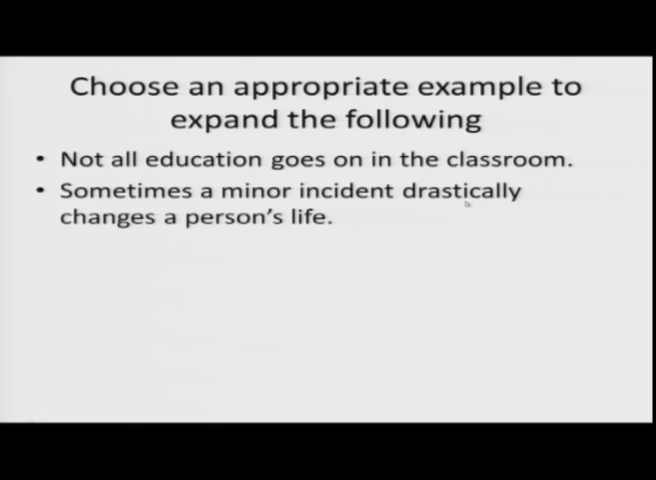 Choose an appropriate example to
expand the following
• Not all education goes on in the classroom.
• Sometimes a minor incident drastically
changes a person's life.